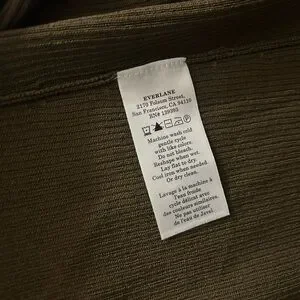 EVERLANE
2170 Folsom Street,
San Francisco, CA 94110
RN# 139393
Machine wash cold
gentle cycle
with like colors.
Do not bleach.
Reshape when wet.
Lay flat to dry.
Cool iron if needed.
Or dry clean.
Lavage à la machine à
l'eau froide
cycle délicat avec
des couleurs similaires.
Ne pas utiliser
de l'eau de Javel.